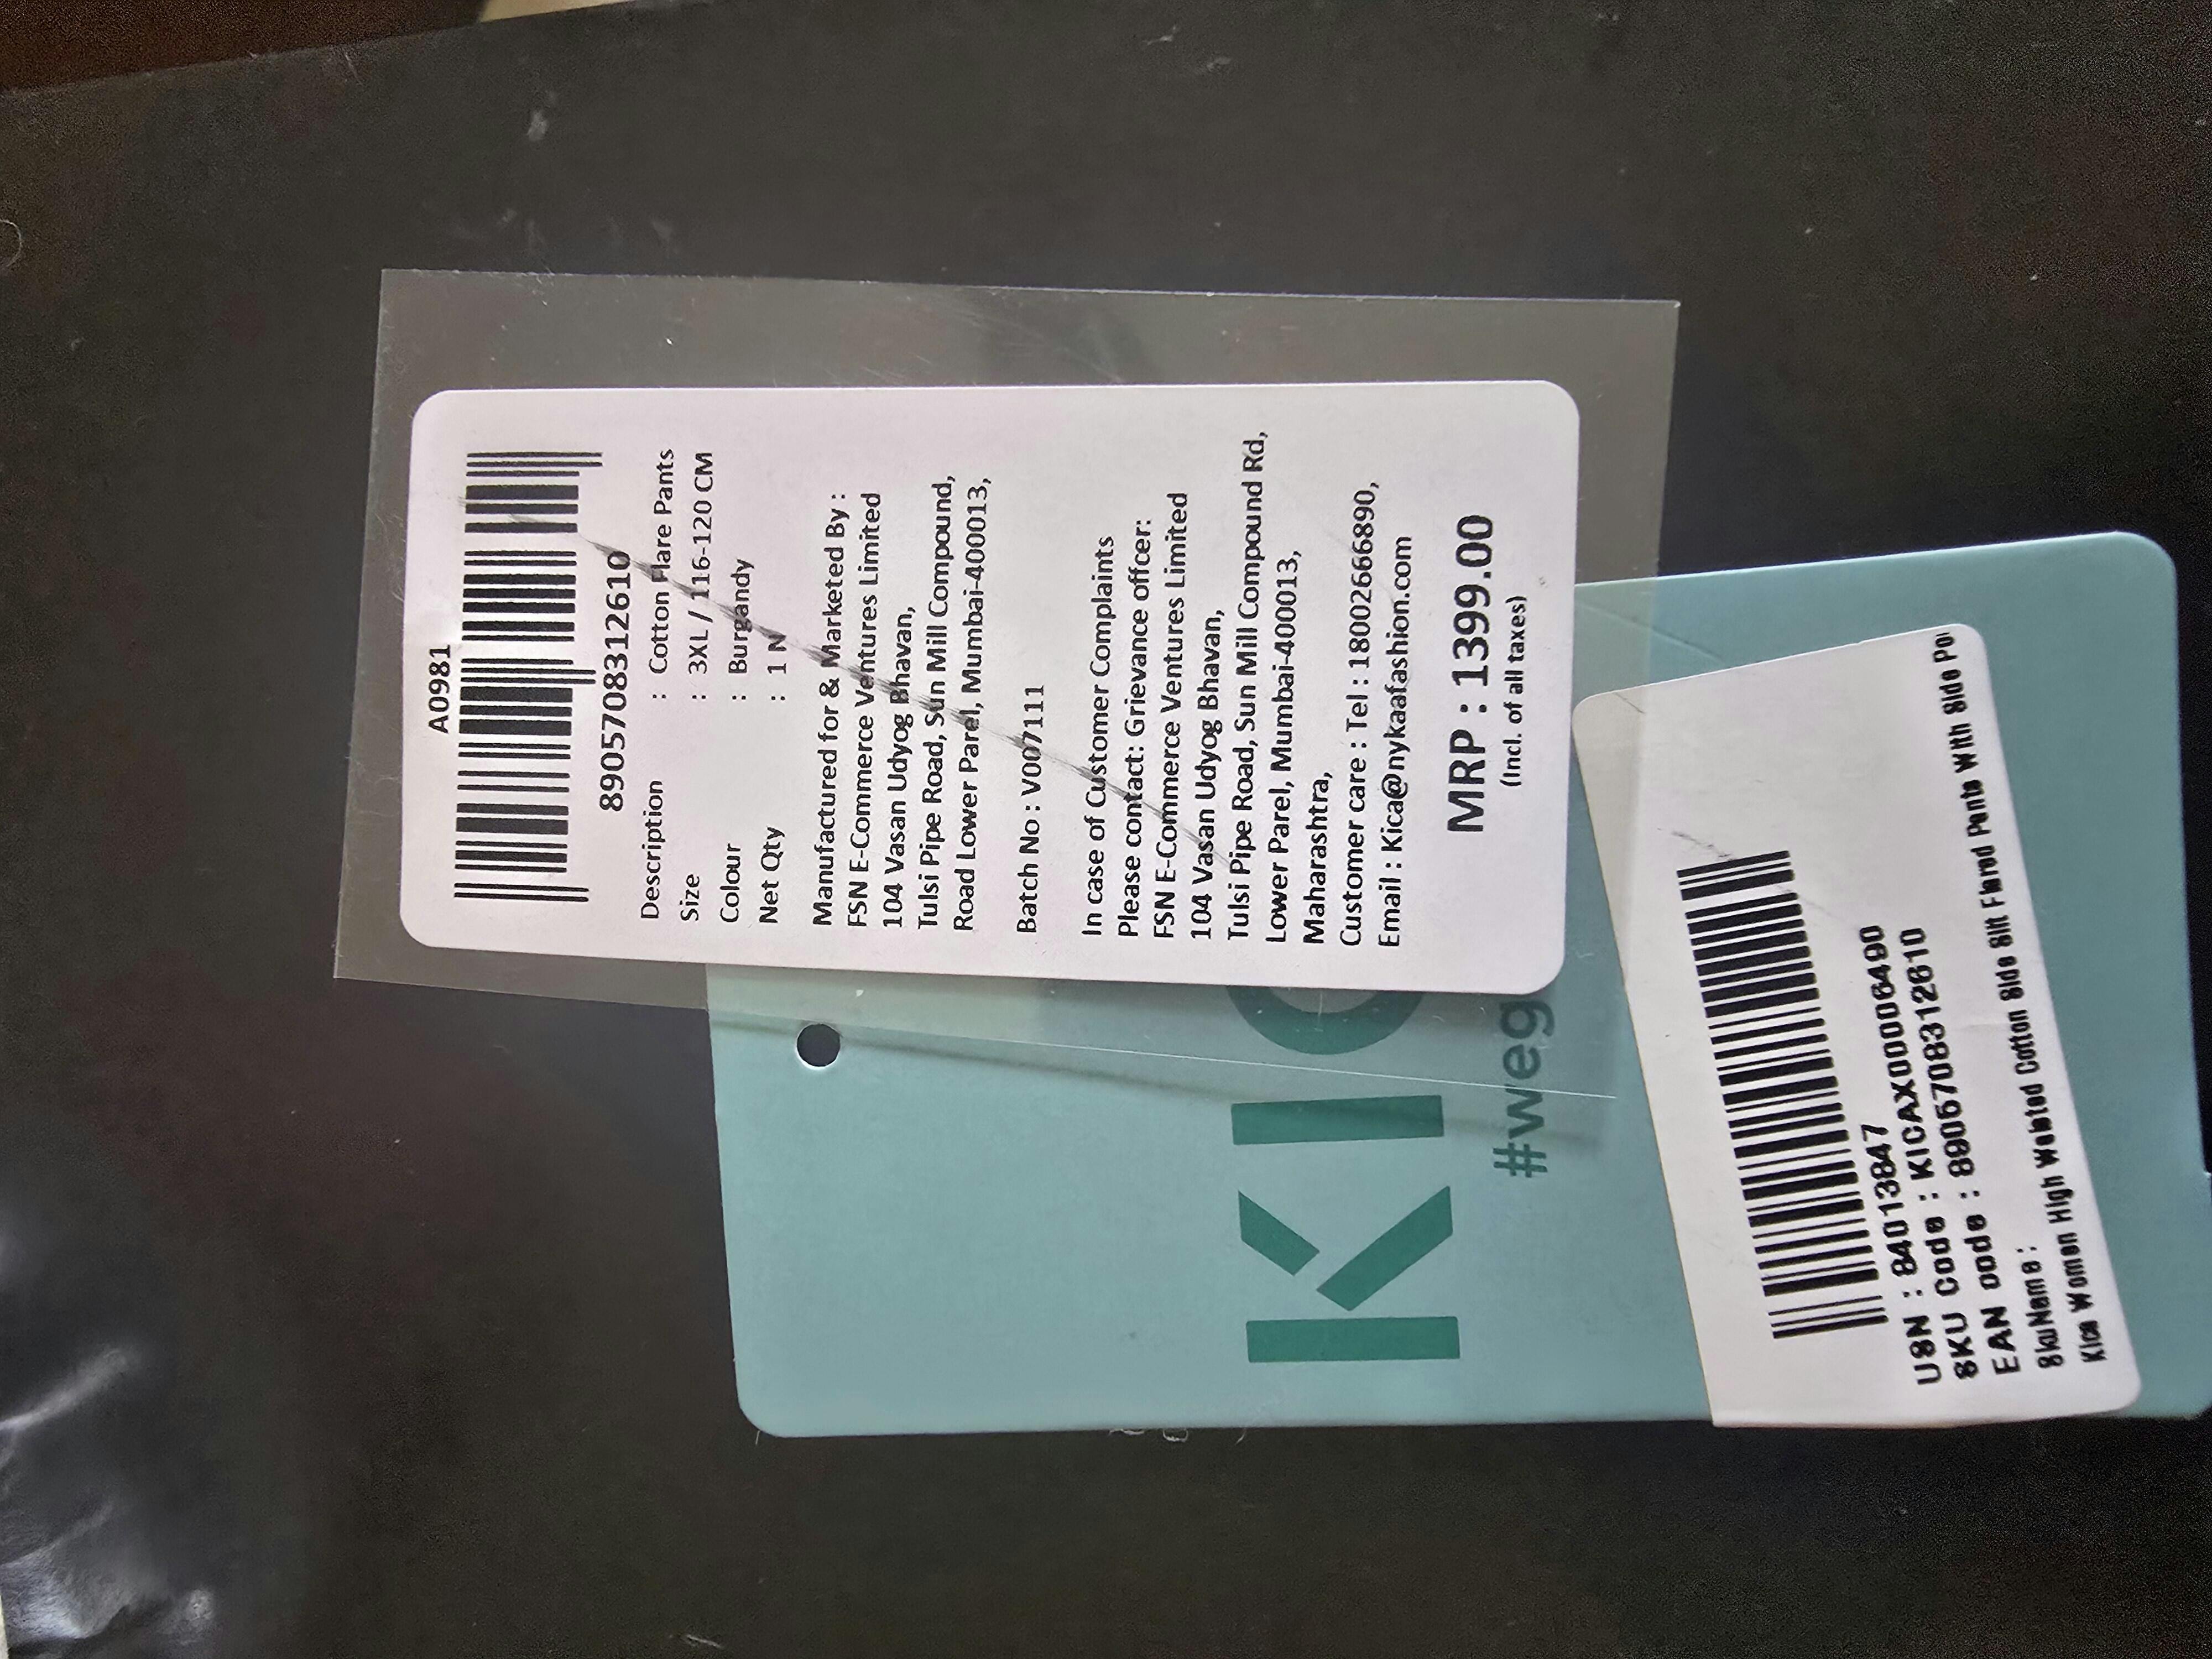 A0981
8905708312610
Description : Cotton Flare Pants
Size : 3XL / 116-120 CM
Colour : Burgandy
Net Qty : 1 N
Manufactured for & Marketed By :
FSN E-Commerce Ventures Limited
104 Vasan Udyog Bhavan,
Tulsi Pipe Road, Sun Mill Compound,
Road Lower Parel, Mumbai-400013,
Batch No : V007111
In case of Customer Complaints
Please contact: Grievance offcer:
FSN E-Commerce Ventures Limited
104 Vasan Udyog Bhavan,
Tulsi Pipe Road, Sun Mill Compound Rd,
Lower Parel, Mumbai-400013,
Maharashtra,
Customer care : Tel : 18002666890,
Email : Kica@nykaafashion.com
MRP : 1399.00
(Incl. of all taxes)
KI
#weg
USN : 84013847
SKU Code : KICAX00006490
EAN code : 8905708312610
SkuName :
Kica Women High Waisted Cotton Side Slit Flared Pants With Side